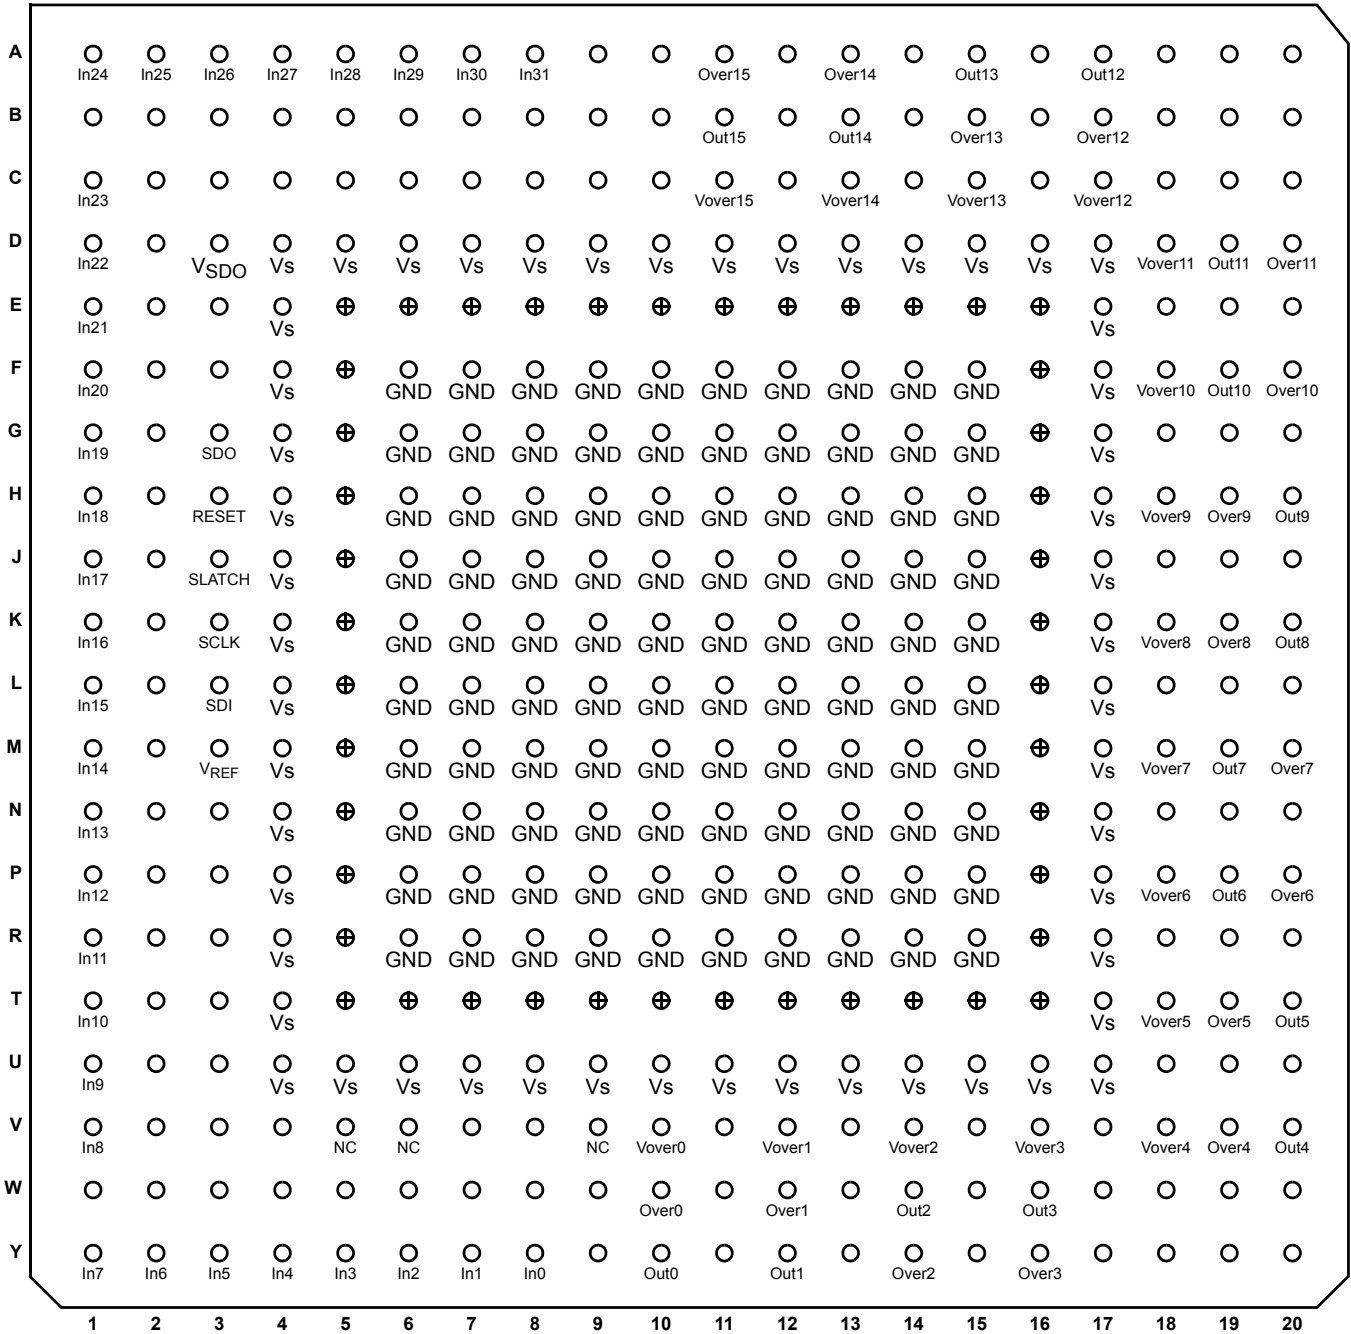 A
In24 In25 In26 In27 In28 In29 In30 In31 Over15 Over14 Out13 Out12
B
Out15 Out14 Over13 Over12
C
In23 Vover15 Vover14 Vover13 Vover12
D
In22 VSDO Vs Vs Vs Vs Vs Vs Vs Vs Vs Vs Vs Vs Vs Vs Vover11 Out11 Over11
E
In21 Vs Vs
F
In20 Vs GND GND GND GND GND GND GND GND GND GND Vs Vover10 Out10 Over10
G
In19 SDO Vs GND GND GND GND GND GND GND GND GND GND Vs
H
In18 RESET Vs GND GND GND GND GND GND GND GND GND GND Vs Vover9 Over9 Out9
J
In17 SLATCH Vs GND GND GND GND GND GND GND GND GND GND Vs
K
In16 SCLK Vs GND GND GND GND GND GND GND GND GND GND Vs Vover8 Over8 Out8
L
In15 SDI Vs GND GND GND GND GND GND GND GND GND GND Vs
M
In14 VREF Vs GND GND GND GND GND GND GND GND GND GND Vs Vover7 Out7 Over7
N
In13 Vs GND GND GND GND GND GND GND GND GND GND Vs
P
In12 Vs GND GND GND GND GND GND GND GND GND GND Vs Vover6 Out6 Over6
R
In11 Vs GND GND GND GND GND GND GND GND GND GND Vs
T
In10 Vs Vs Vover5 Over5 Out5
U
In9 Vs Vs Vs Vs Vs Vs Vs Vs Vs Vs Vs Vs Vs Vs
V
In8 NC NC NC Vover0 Vover1 Vover2 Vover3 Vover4 Over4 Out4
W
Over0 Over1 Out2 Out3
Y
In7 In6 In5 In4 In3 In2 In1 In0 Out0 Out1 Over2 Over3
1 2 3 4 5 6 7 8 9 10 11 12 13 14 15 16 17 18 19 20